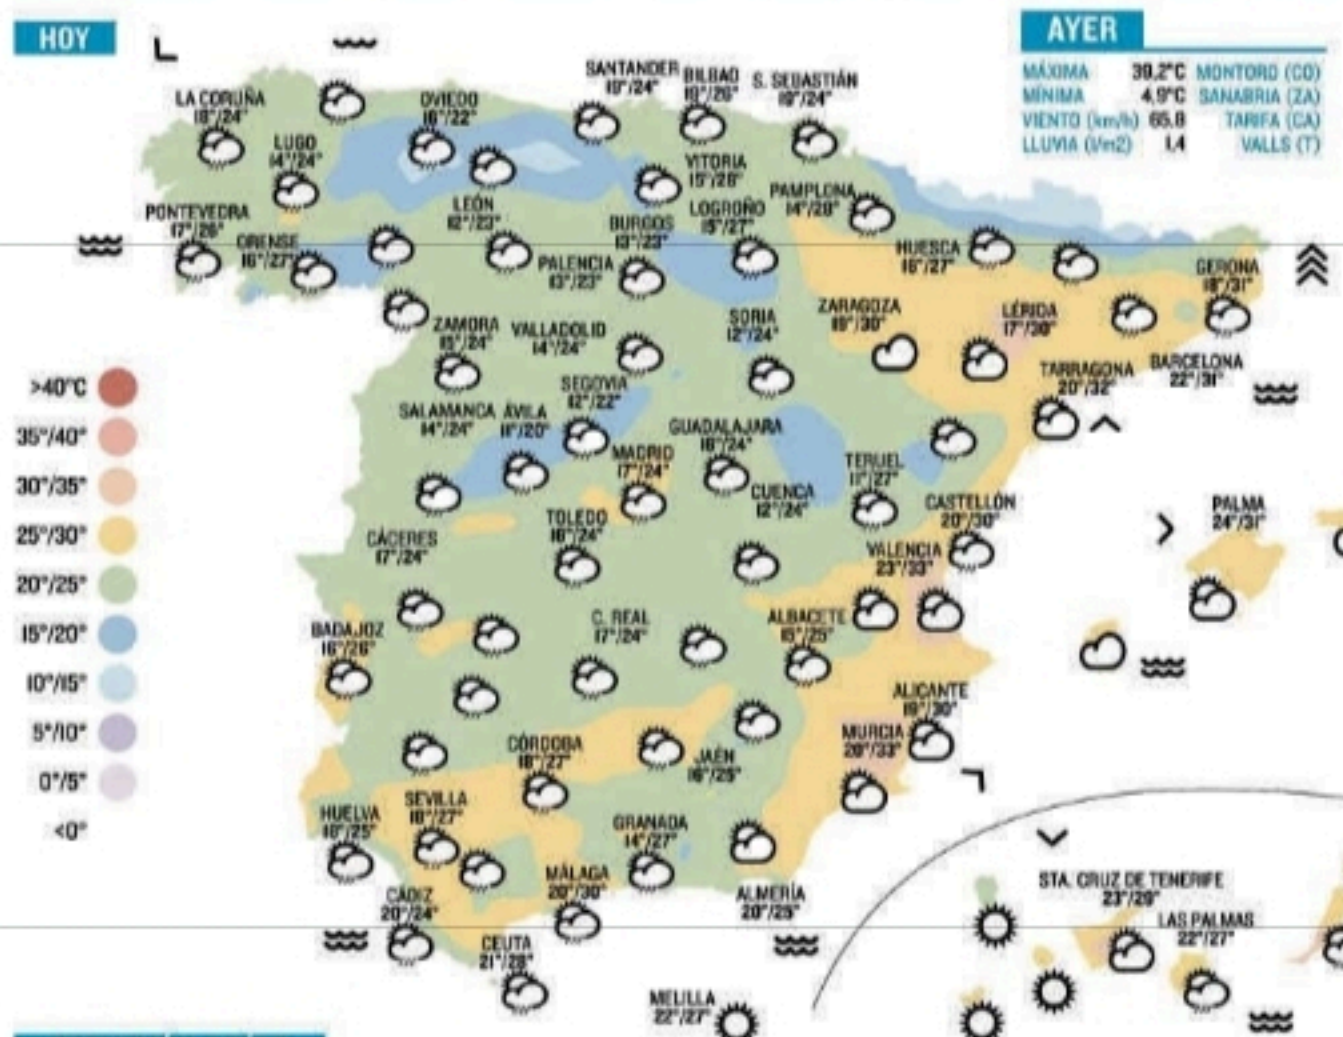 HOY
AYER
MÁXIMA 39,2°C MONTORO (CO)
MÍNIMA 4,9°C SANABRIA (ZA)
VIENTO (km/h) 65,8 TARIFA (CA)
LLUVIA (l/m2) 1,4 VALLS (T)
SANTANDER
19°/24°
BILBAO
19°/26°
S. SEBASTIÁN
19°/24°
LA CORUÑA
18°/24°
OVIEDO
16°/22°
LUGO
14°/24°
VITORIA
15°/26°
PAMPLONA
14°/28°
LEÓN
12°/23°
LOGROÑO
15°/27°
PONTEVEDRA
17°/26°
BURGOS
13°/23°
ORENSE
16°/27°
HUESCA
16°/27°
PALENCIA
13°/23°
GERONA
18°/31°
ZARAGOZA
19°/30°
LÉRIDA
17°/30°
SORIA
12°/24°
ZAMORA
15°/24°
VALLADOLID
14°/24°
TARRAGONA
20°/32°
BARCELONA
22°/31°
SEGOVIA
12°/22°
>40°C
35°/40°
30°/35°
25°/30°
20°/25°
15°/20°
10°/15°
5°/10°
0°/5°
<0°
SALAMANCA
14°/24°
ÁVILA
11°/20°
GUADALAJARA
16°/24°
MADRID
17°/24°
TERUEL
11°/27°
CUENCA
12°/24°
CASTELLÓN
20°/30°
PALMA
24°/31°
TOLEDO
16°/24°
CÁCERES
17°/24°
VALENCIA
23°/33°
BADAJOZ
16°/26°
C. REAL
17°/24°
ALBACETE
15°/25°
ALICANTE
19°/30°
MURCIA
20°/33°
CÓRDOBA
18°/27°
JAÉN
16°/25°
SEVILLA
18°/27°
HUELVA
18°/25°
GRANADA
14°/27°
MÁLAGA
20°/30°
CÁDIZ
20°/24°
ALMERÍA
20°/25°
STA. CRUZ DE TENERIFE
23°/29°
LAS PALMAS
22°/27°
CEUTA
21°/28°
MELILLA
22°/27°